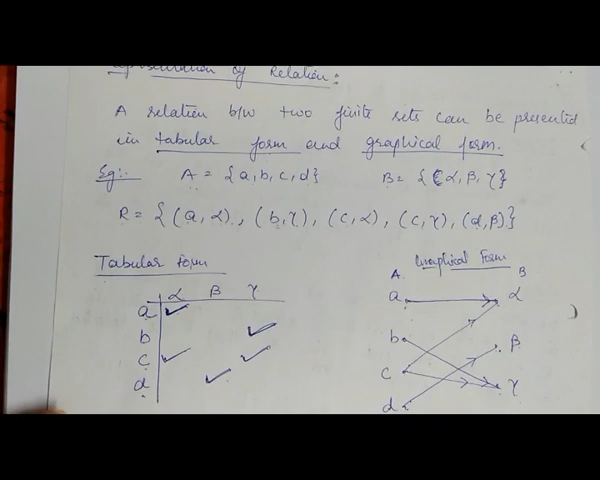 of Relation:
A relation b/w two finite sets can be presented
in tabular form and graphical form.
Eg:- A = {a, b, c, d} B = {α, β, γ}
R = {(a, α), (b, γ), (c, α), (c, γ), (d, β)}
Tabular Form
α β γ
a ✓
b ✓
c ✓ ✓
d ✓
Graphical Form
A B
a α
b β
c γ
d